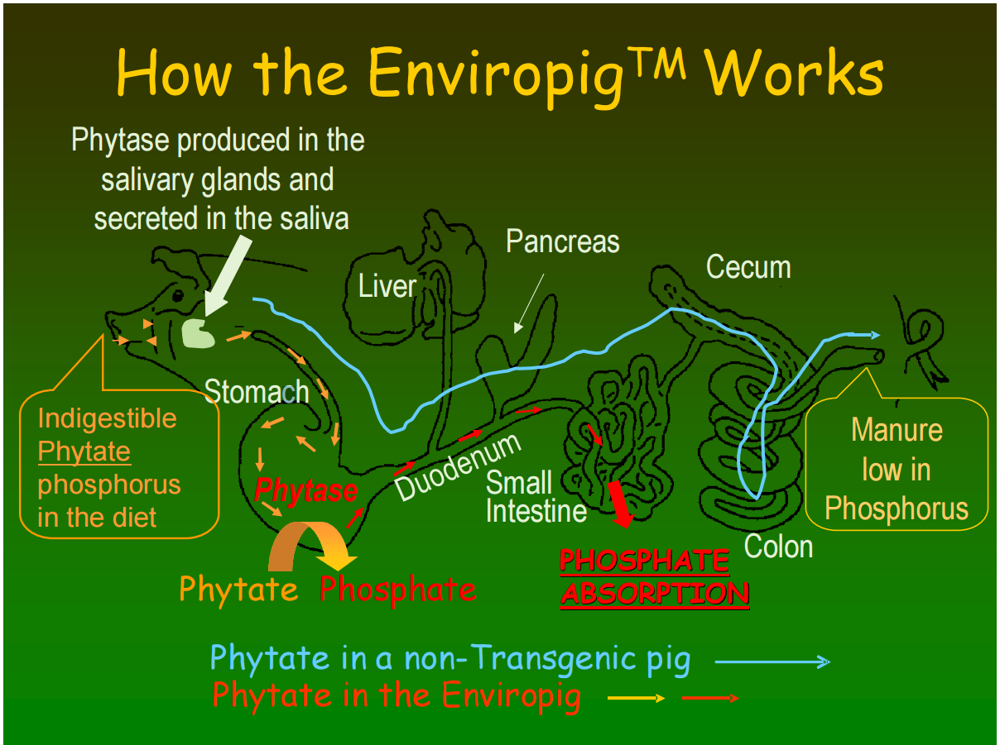 How the Enviropig™ Works
Phytase produced in the
salivary glands and
secreted in the saliva
Liver
Pancreas
Cecum
Stomach
Indigestible
Phytate
phosphorus
in the diet
Phytase
Duodenum
Small
Intestine
Manure
low in
Phosphorus
Colon
Phytate Phosphate
PHOSPHATE
ABSORPTION
Phytate in a non-Transgenic pig
Phytate in the Enviropig